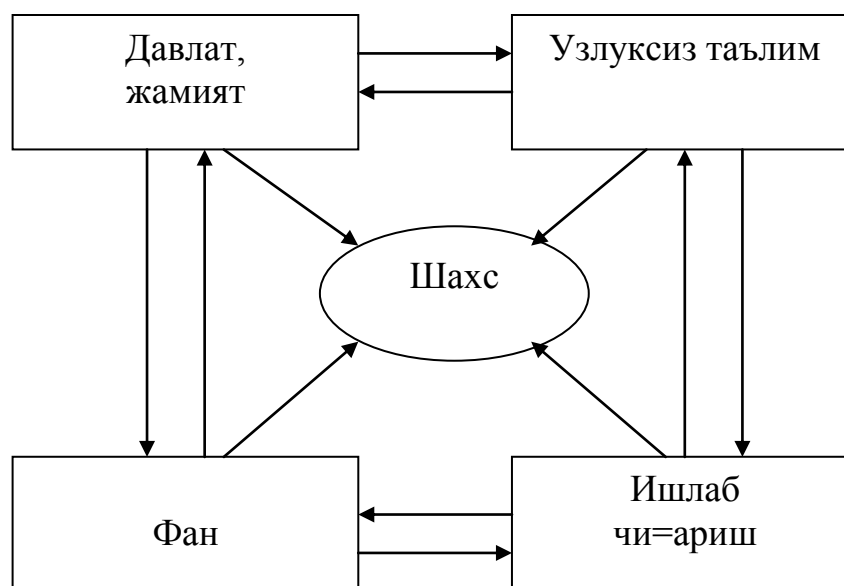 Давлат,
жамият
Узлуксиз таълим
Шахс
Фан
Ишлаб
чи=ариш